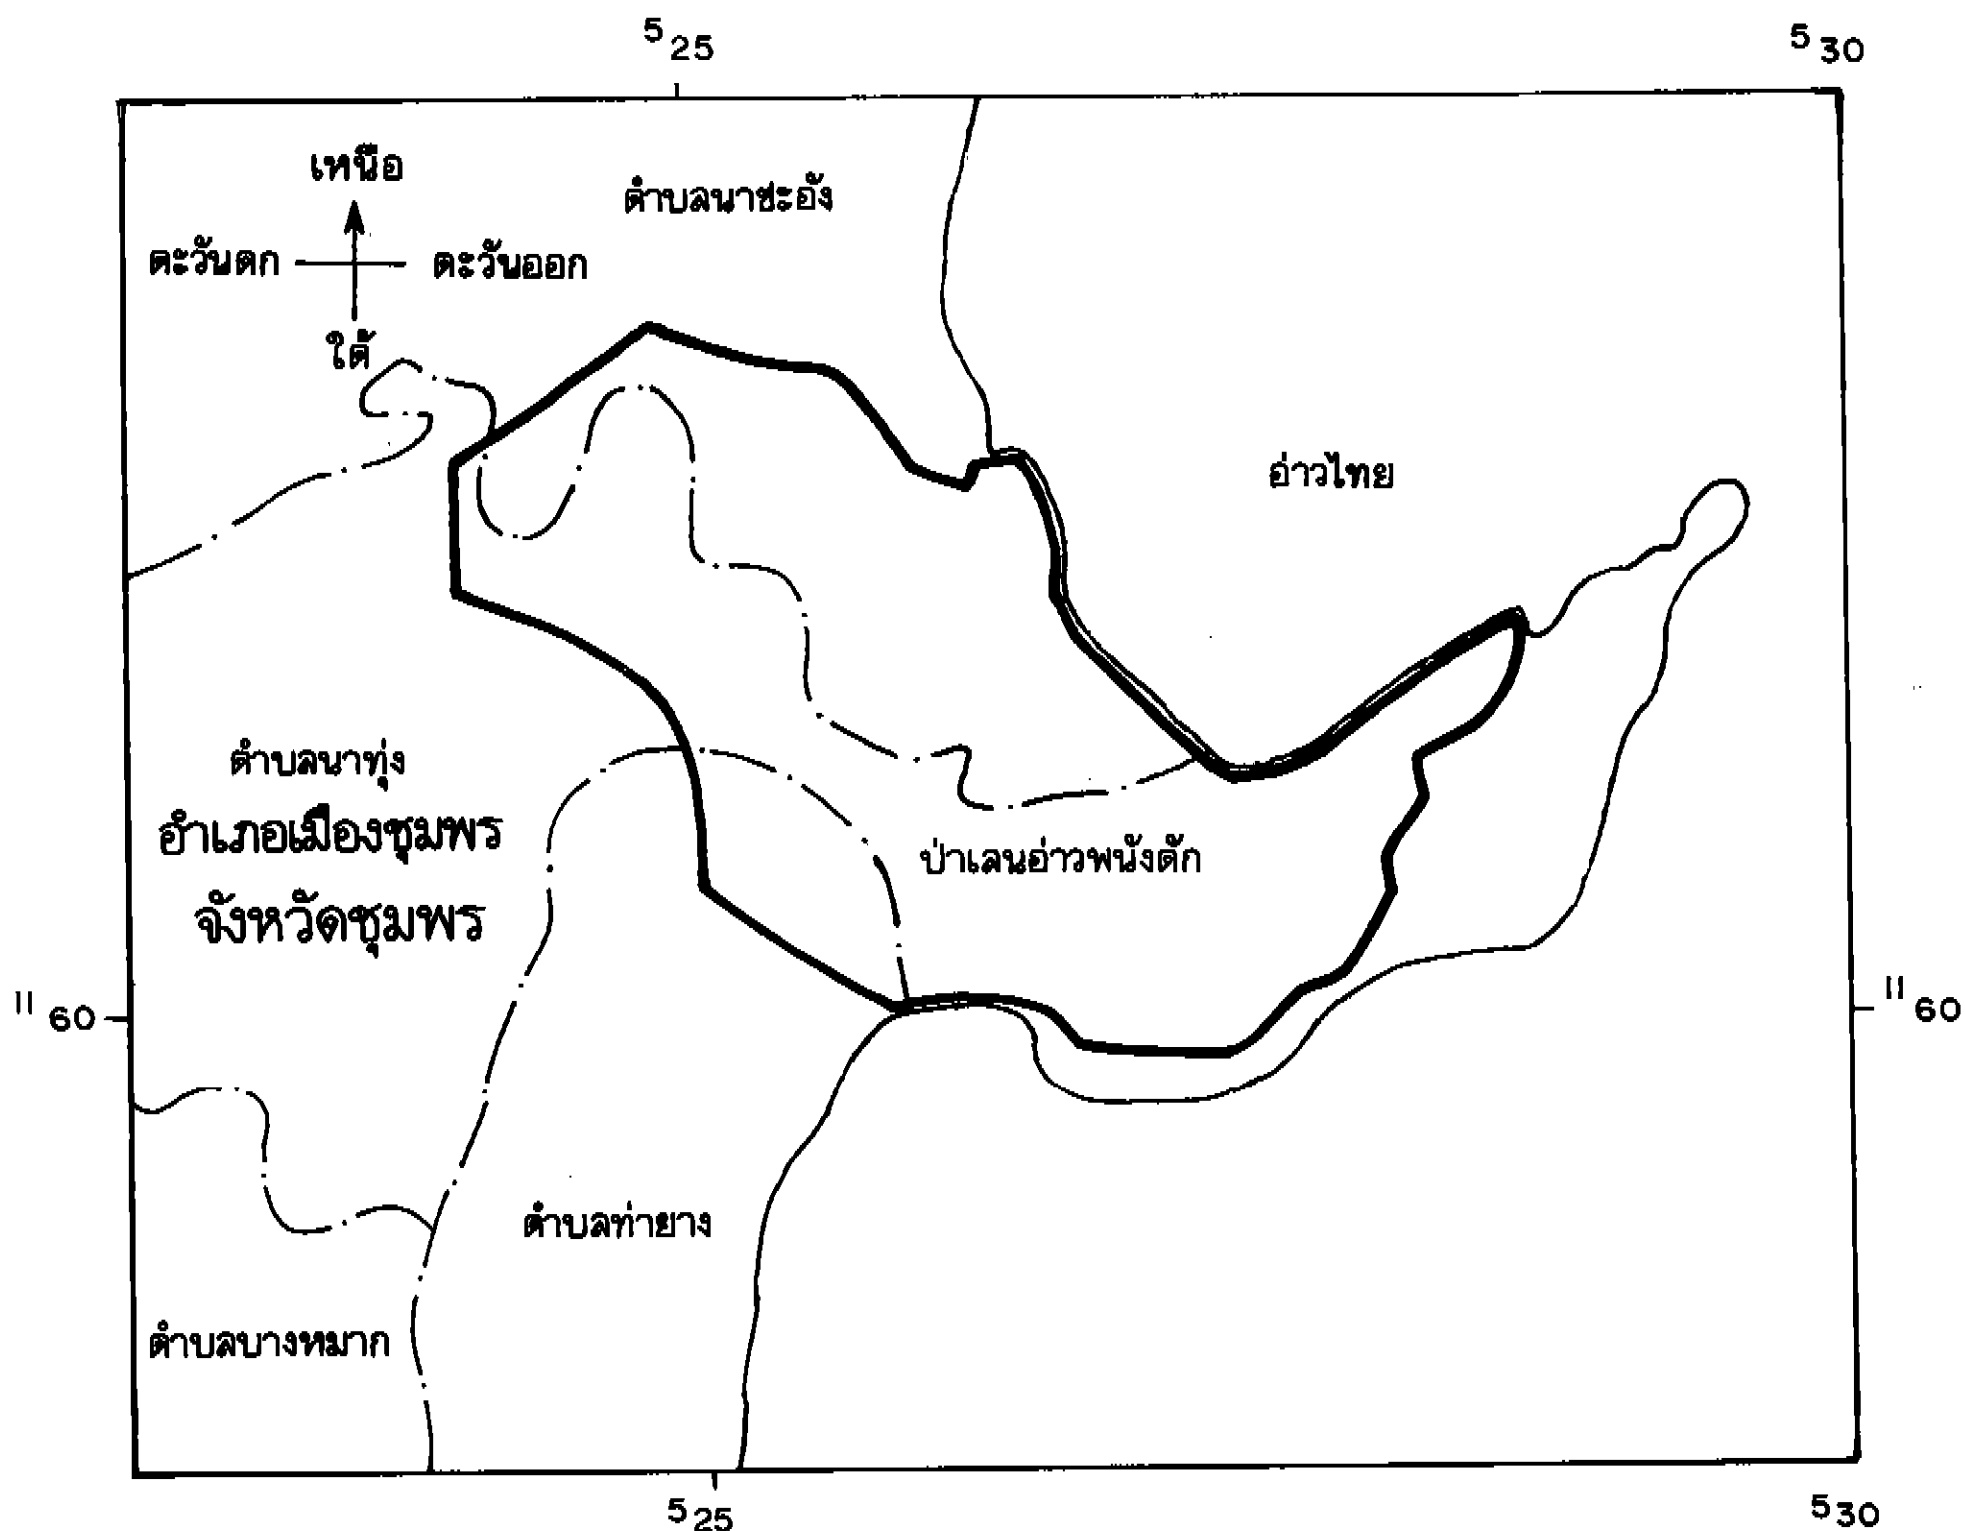 5 25
5 30
เหนือ
ตำบลนาชะอัง
ตะวันตก
ตะวันออก
ใต้
อ่าวไทย
ตำบลนาทุ่ง
อำเภอเมืองชุมพร
จังหวัดชุมพร
ป่าเลนอ่าวพนังตัก
11 60
11 60
ตำบลท่ายาง
ตำบลบางหมาก
5 25
5 30